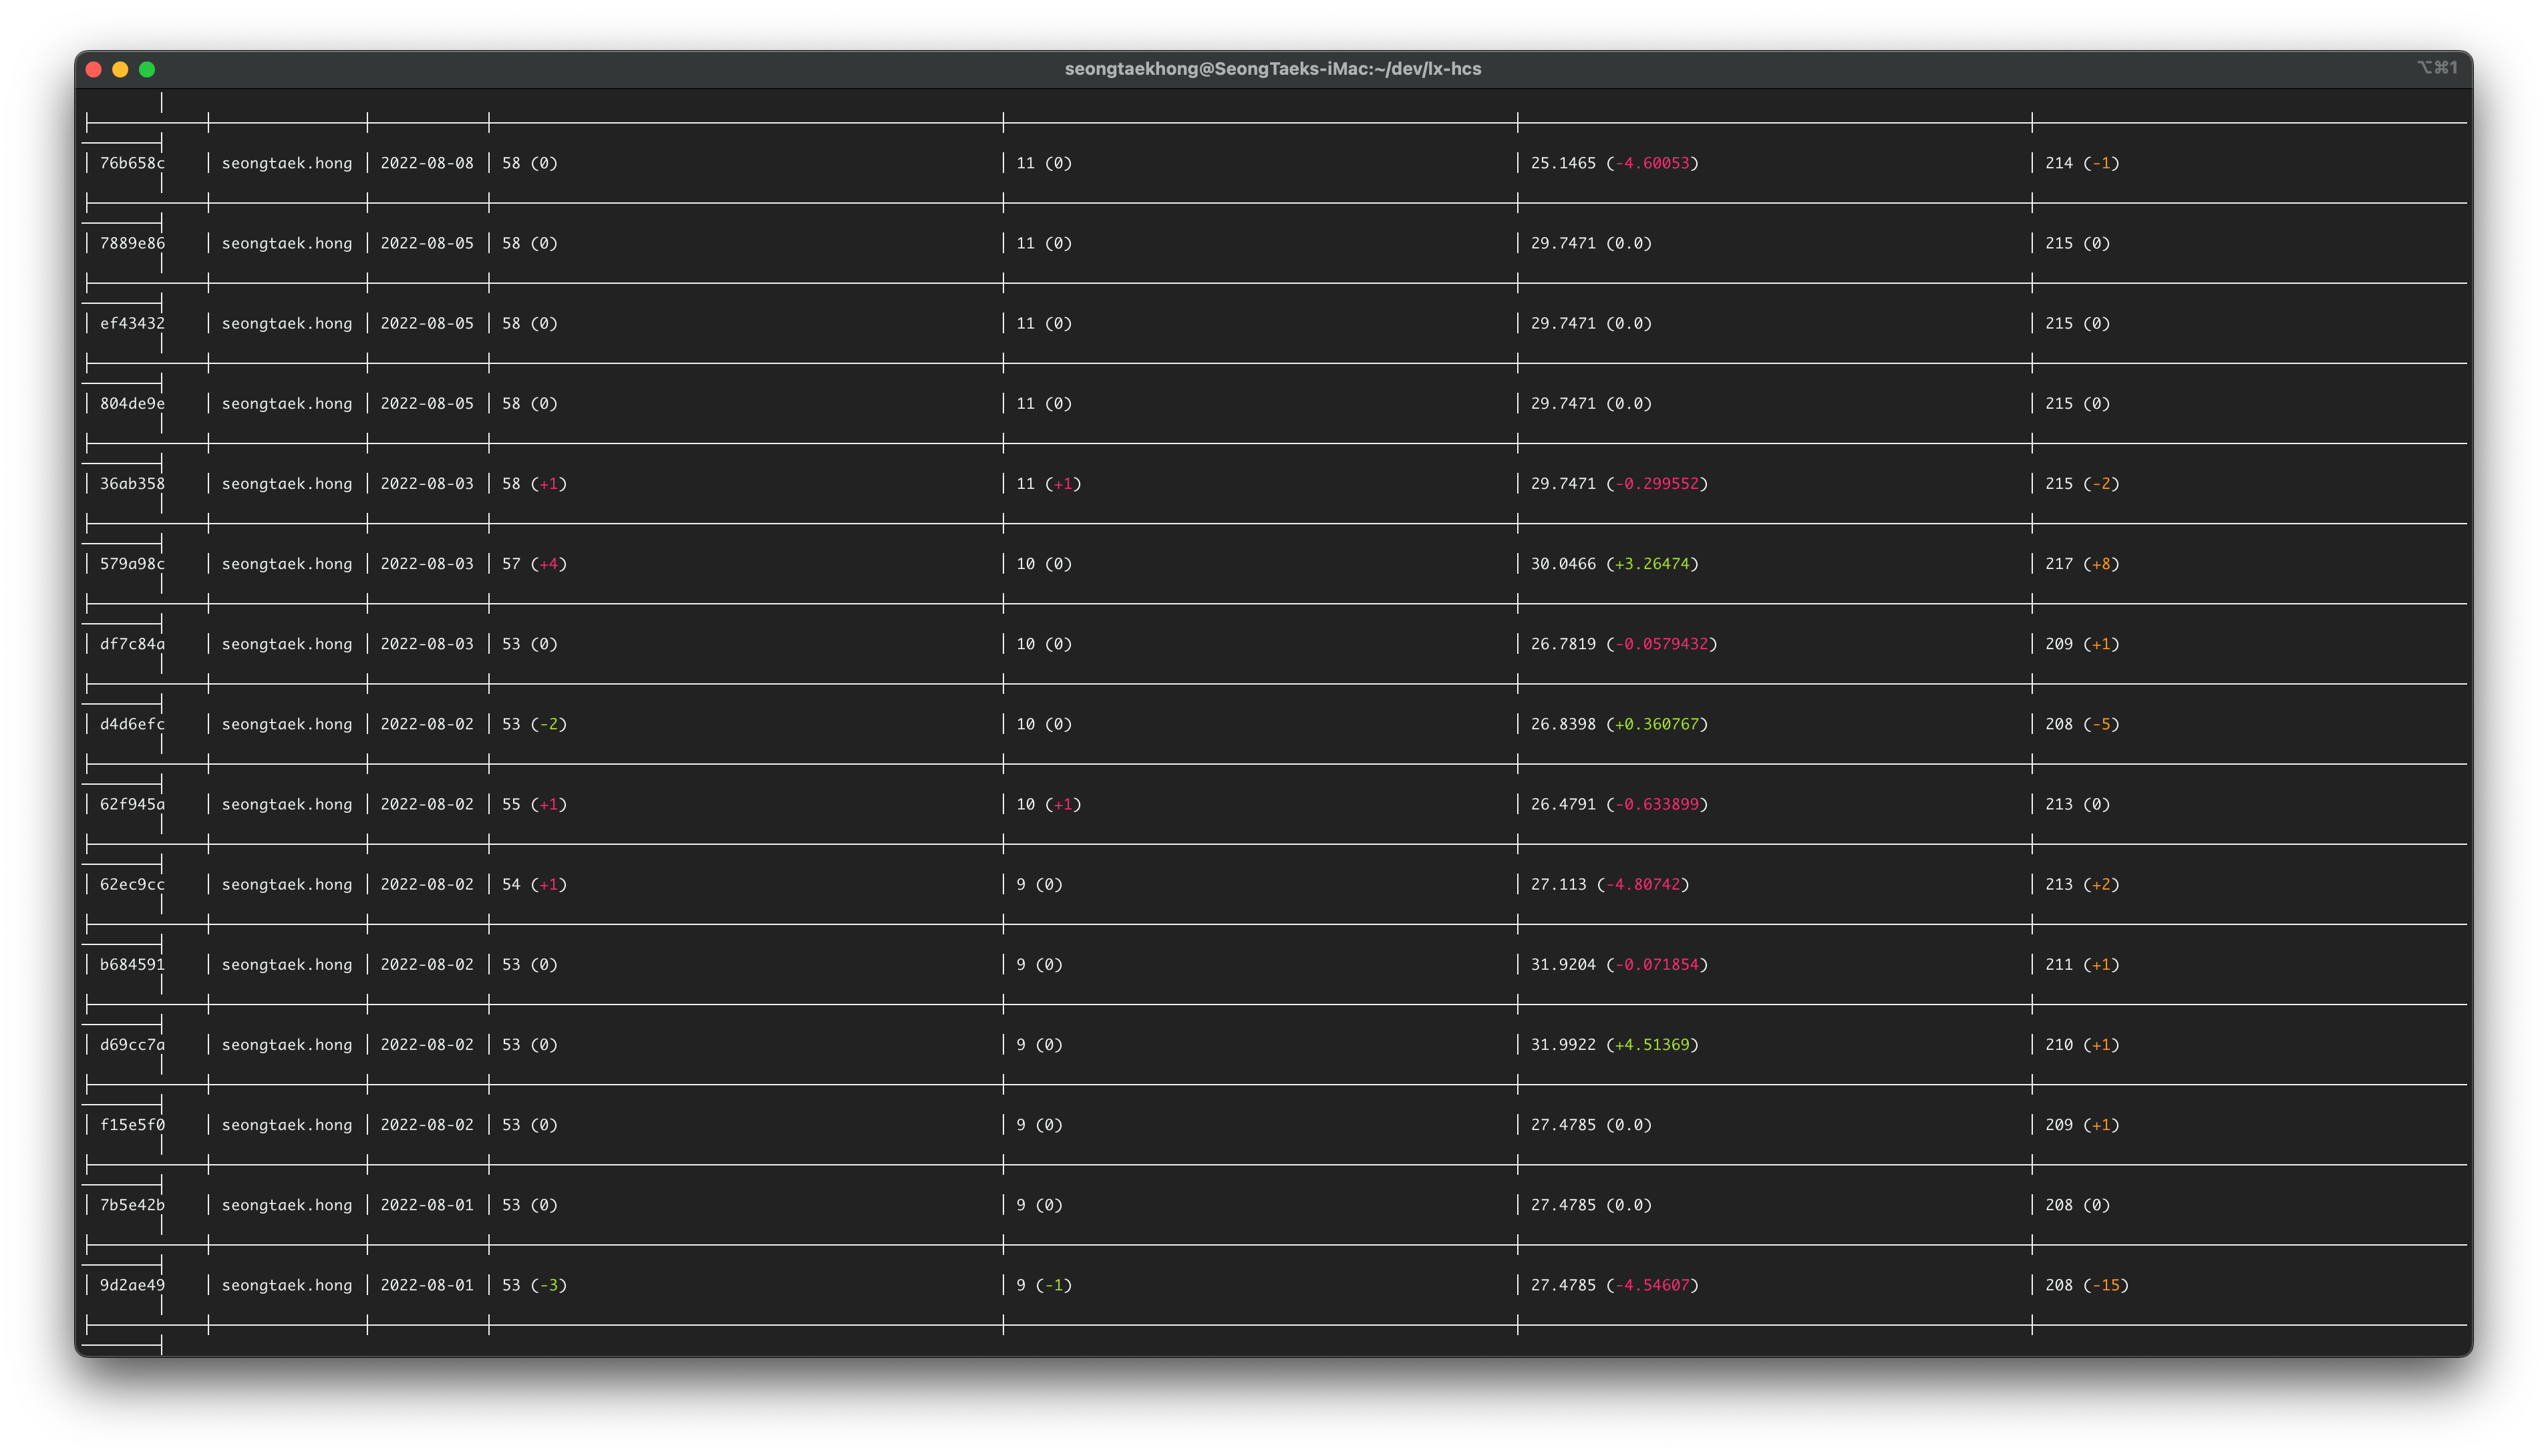 seongtaekhong@SeongTaeks-iMac:~/dev/lx-hcs ⌥⌘1
76b658c seongtaek.hong 2022-08-08 58 (0) 11 (0) 25.1465 (-4.60053) 214 (-1)
7889e86 seongtaek.hong 2022-08-05 58 (0) 11 (0) 29.7471 (0.0) 215 (0)
ef43432 seongtaek.hong 2022-08-05 58 (0) 11 (0) 29.7471 (0.0) 215 (0)
804de9e seongtaek.hong 2022-08-05 58 (0) 11 (0) 29.7471 (0.0) 215 (0)
36ab358 seongtaek.hong 2022-08-03 58 (+1) 11 (+1) 29.7471 (-0.299552) 215 (-2)
579a98c seongtaek.hong 2022-08-03 57 (+4) 10 (0) 30.0466 (+3.26474) 217 (+8)
df7c84a seongtaek.hong 2022-08-03 53 (0) 10 (0) 26.7819 (-0.0579432) 209 (+1)
d4d6efc seongtaek.hong 2022-08-02 53 (-2) 10 (0) 26.8398 (+0.360767) 208 (-5)
62f945a seongtaek.hong 2022-08-02 55 (+1) 10 (+1) 26.4791 (-0.633899) 213 (0)
62ec9cc seongtaek.hong 2022-08-02 54 (+1) 9 (0) 27.113 (-4.80742) 213 (+2)
b684591 seongtaek.hong 2022-08-02 53 (0) 9 (0) 31.9204 (-0.071854) 211 (+1)
d69cc7a seongtaek.hong 2022-08-02 53 (0) 9 (0) 31.9922 (+4.51369) 210 (+1)
f15e5f0 seongtaek.hong 2022-08-02 53 (0) 9 (0) 27.4785 (0.0) 209 (+1)
7b5e42b seongtaek.hong 2022-08-01 53 (0) 9 (0) 27.4785 (0.0) 208 (0)
9d2ae49 seongtaek.hong 2022-08-01 53 (-3) 9 (-1) 27.4785 (-4.54607) 208 (-15)